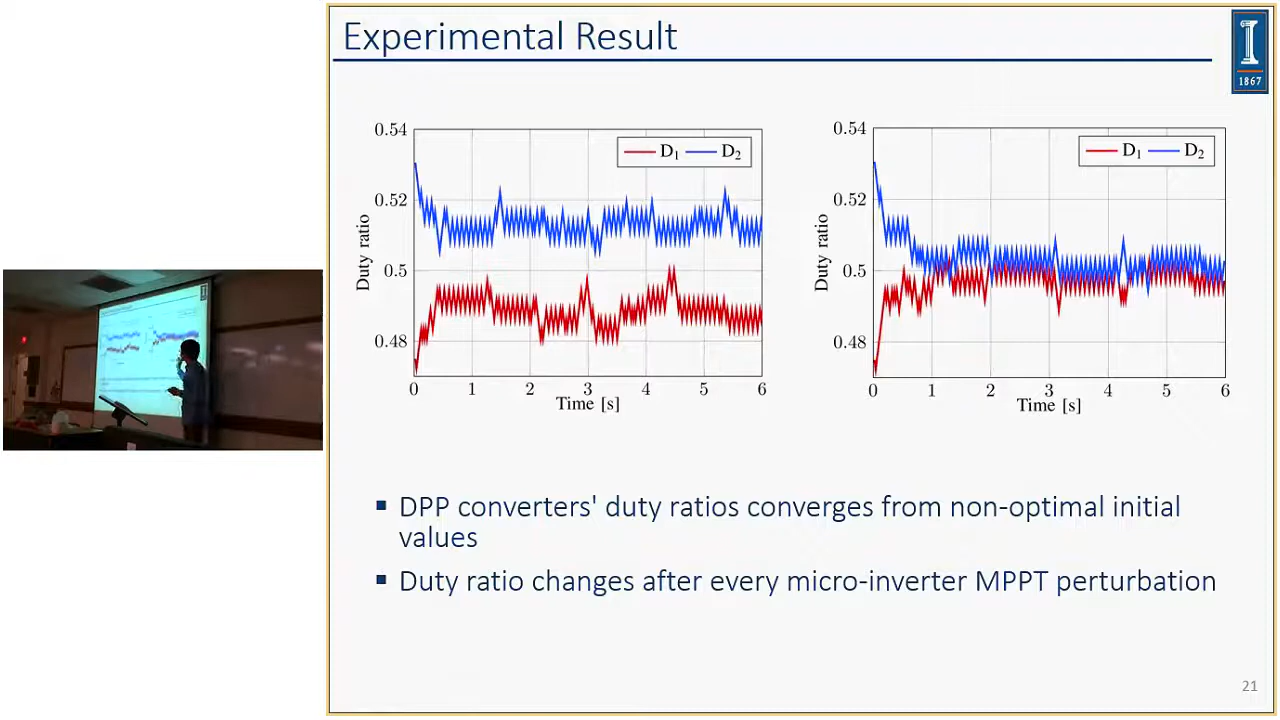 Experimental Result
1867
0.54
0.52
0.5
0.48
Duty ratio
D1 D2
0 1 2 3 4 5 6
Time [s]
0.54
0.52
0.5
0.48
Duty ratio
D1 D2
0 1 2 3 4 5 6
Time [s]
▪ DPP converters' duty ratios converges from non-optimal initial
values
▪ Duty ratio changes after every micro-inverter MPPT perturbation
21